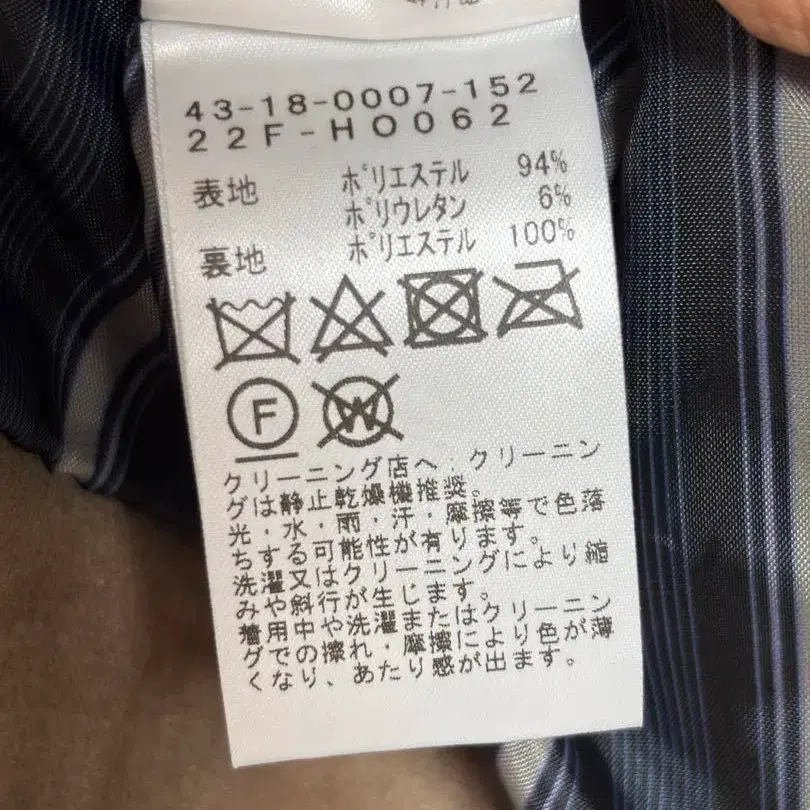 43-18-0007-152
22F-HO062
表地 ポリエステル 94%
ポリウレタン 6%
裏地 ポリエステル 100%
F W
クリーニング店へ.クリーニン
グは静止乾燥機推奨。
光・水・雨・汗・摩擦等で色落
ちする可能性が有ります。
洗濯又はクリーニングにより縮
みや斜行が生じます。
着用中や洗濯またはクリーニン
グでの擦れ・摩擦により色が薄
くなり、あたり感が出ます。